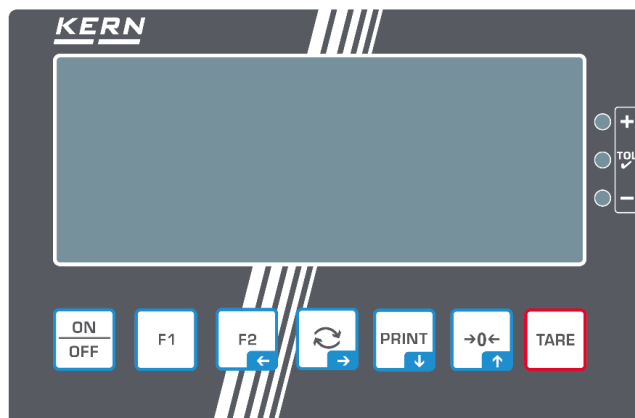 KERN
+
TOL
−
ON
OFF
F1
F2
PRINT
→0←
TARE